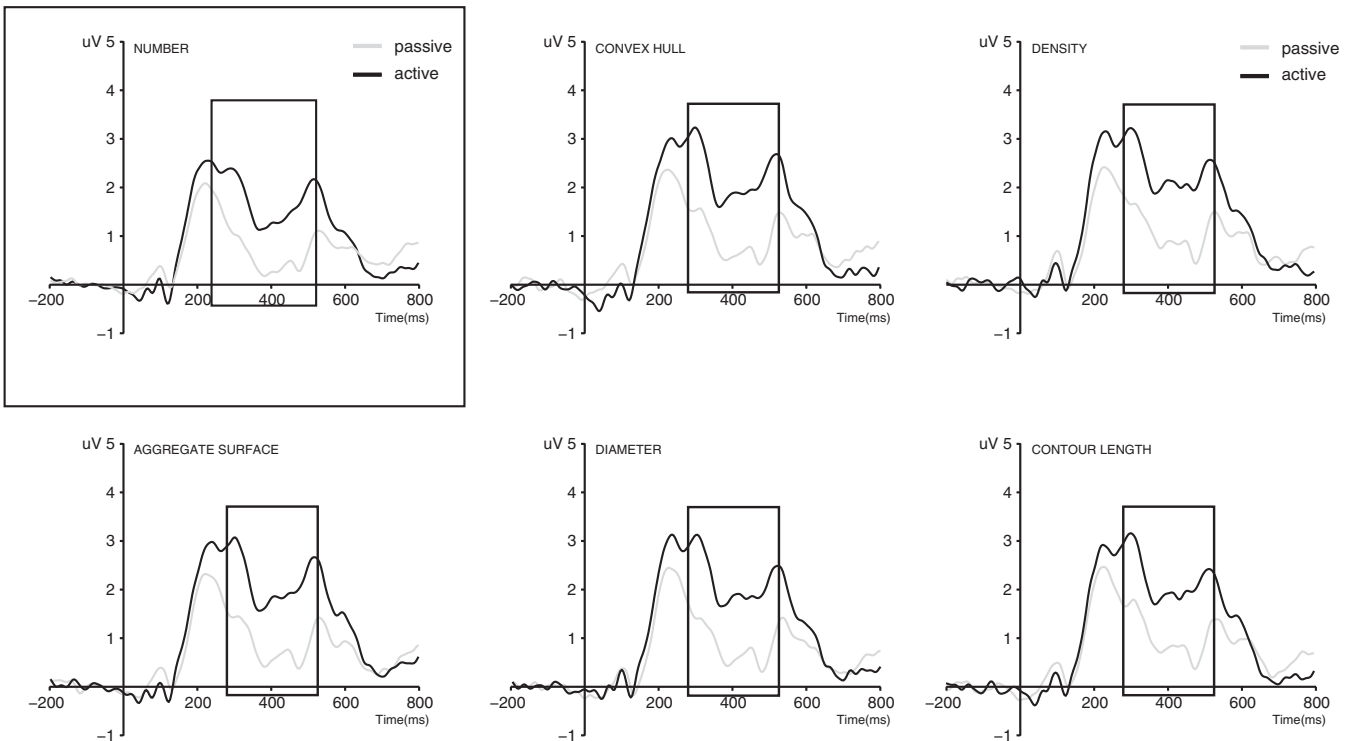 uV 5 NUMBER passive
active
4
3
2
1
−200 200 400 600 800
Time(ms)
−1
uV 5 CONVEX HULL
4
3
2
1
−200 200 400 600 800
Time(ms)
−1
uV 5 DENSITY passive
active
4
3
2
1
−200 200 400 600 800
Time(ms)
−1
uV 5 AGGREGATE SURFACE
4
3
2
1
−200 200 400 600 800
Time(ms)
−1
uV 5 DIAMETER
4
3
2
1
−200 200 400 600 800
Time(ms)
−1
uV 5 CONTOUR LENGTH
4
3
2
1
−200 200 400 600 800
Time(ms)
−1